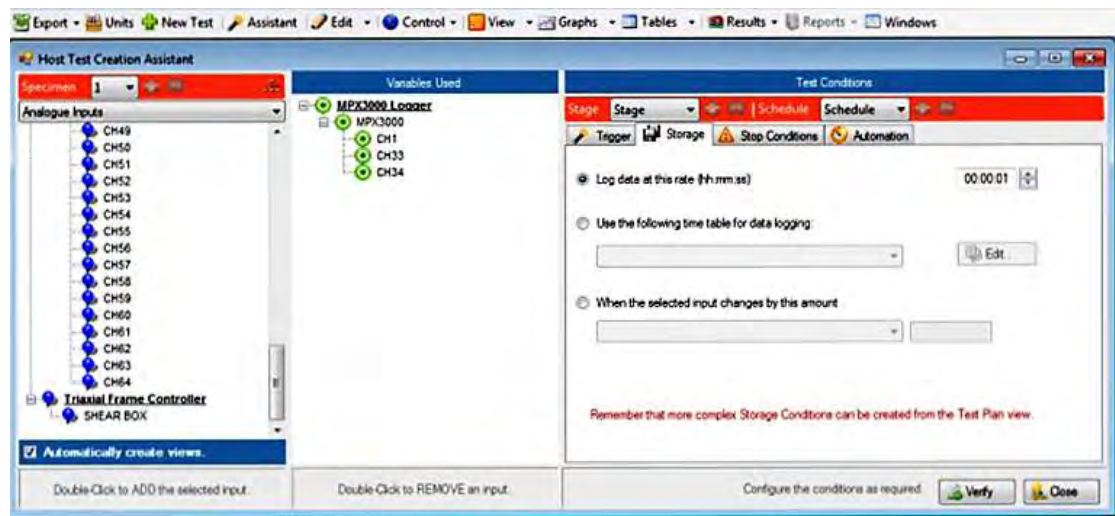 Export Units New Test Assistant Edit Control View Graphs Tables Results Reports Windows
Host Test Creation Assistant
Specimen 1
Analogue Inputs
CH49
CH50
CH51
CH52
CH53
CH54
CH55
CH56
CH57
CH58
CH59
CH60
CH61
CH62
CH63
CH64
Triaxial Frame Controller
SHEAR BOX
Automatically create views.
Double-Click to ADD the selected input.
Variables Used
MPX3000 Logger
MPX3000
CH1
CH33
CH34
Double-Click to REMOVE an input.
Test Conditions
Stage Stage Schedule Schedule
Trigger Storage Stop Conditions Automation
Log data at this rate (hh:mm:ss) 00:00:01
Use the following time table for data logging:
Edit..
When the selected input changes by this amount
Remember that more complex Storage Conditions can be created from the Test Plan view.
Configure the conditions as required Verify Close